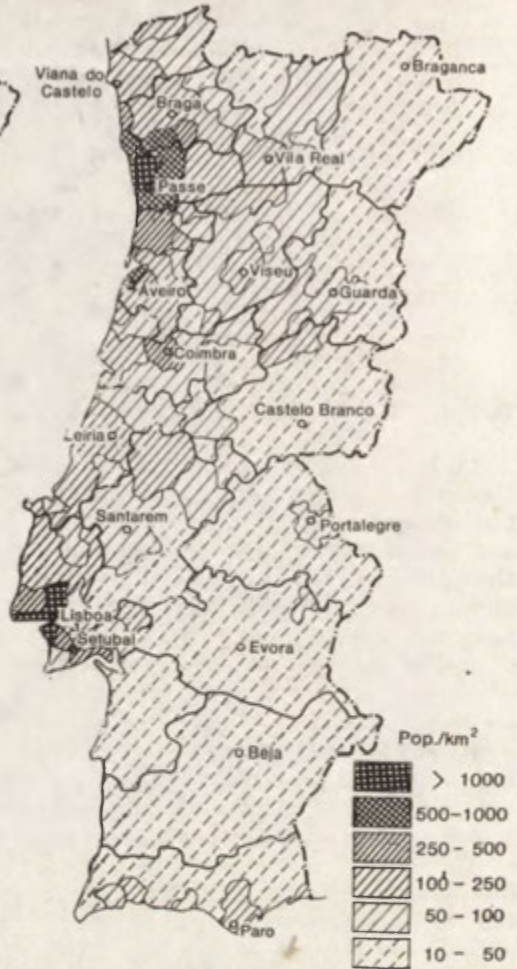 Viana do
Castelo
Braganca
Braga
Vila Real
Passe
Viseu
Aveiro
Guarda
Coimbra
Castelo Branco
Leiria
Santarem
Portalegre
Lisboa
Setubal
Evora
Beja
Paro
Pop./km²
> 1000
500-1000
250 - 500
100 - 250
50 - 100
10 - 50